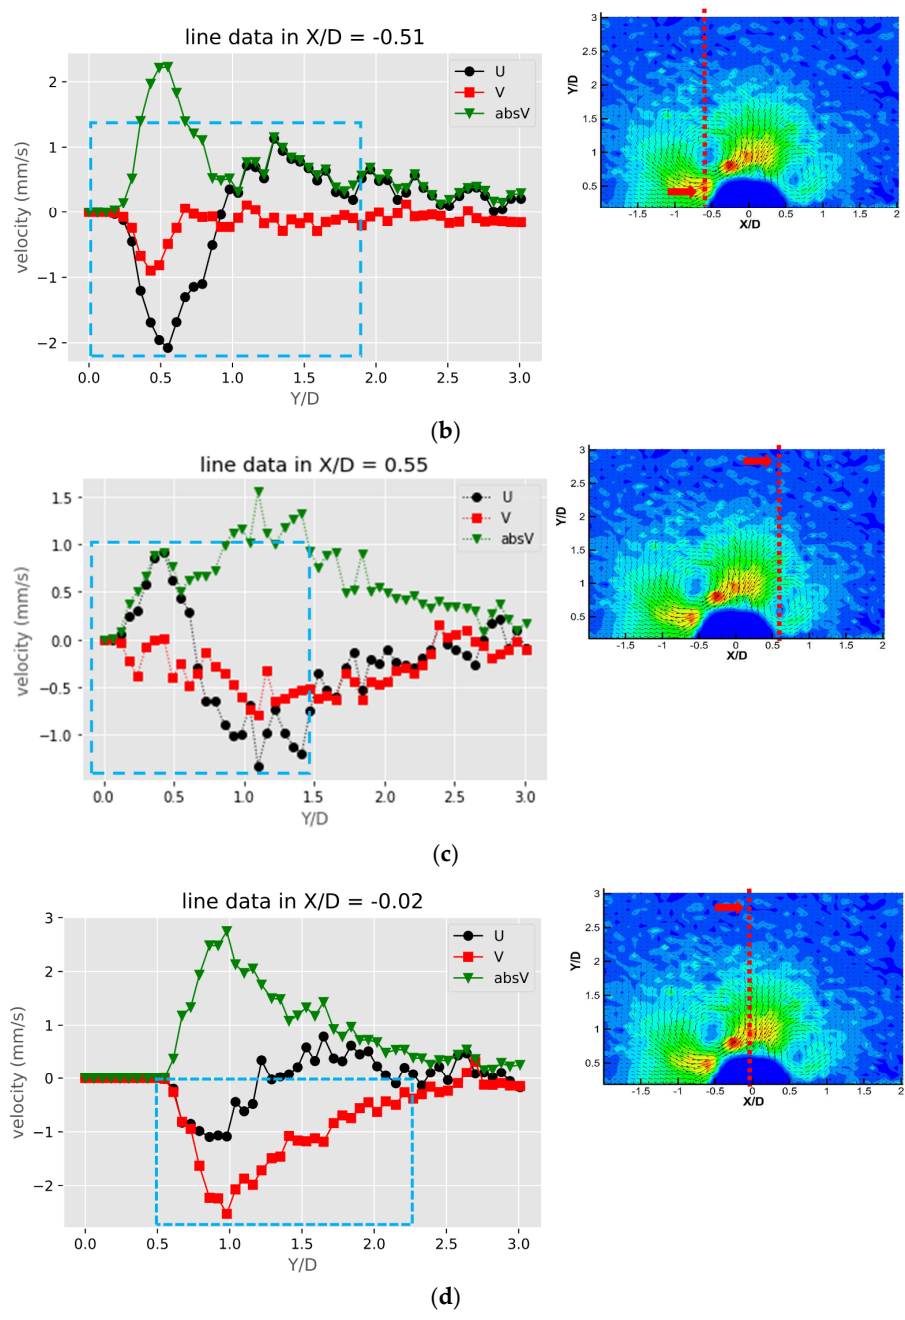 line data in X/D = -0.51
velocity (mm/s)
2
1
0
−1
−2
U
V
absV
0.0 0.5 1.0 1.5 2.0 2.5 3.0
Y/D
Y/D
3
2.5
2
1.5
1
0.5
-1.5 -1 -0.5 0 0.5 1 1.5 2
X/D
(b)
line data in X/D = 0.55
velocity (mm/s)
1.5
1.0
0.5
0.0
−0.5
−1.0
U
V
absV
0.0 0.5 1.0 1.5 2.0 2.5 3.0
Y/D
Y/D
3
2.5
2
1.5
1
0.5
-1.5 -1 -0.5 0 0.5 1 1.5 2
X/D
(c)
line data in X/D = -0.02
velocity (mm/s)
3
2
1
0
−1
−2
U
V
absV
0.0 0.5 1.0 1.5 2.0 2.5 3.0
Y/D
Y/D
3
2.5
2
1.5
1
0.5
-1.5 -1 -0.5 0 0.5 1 1.5 2
X/D
(d)